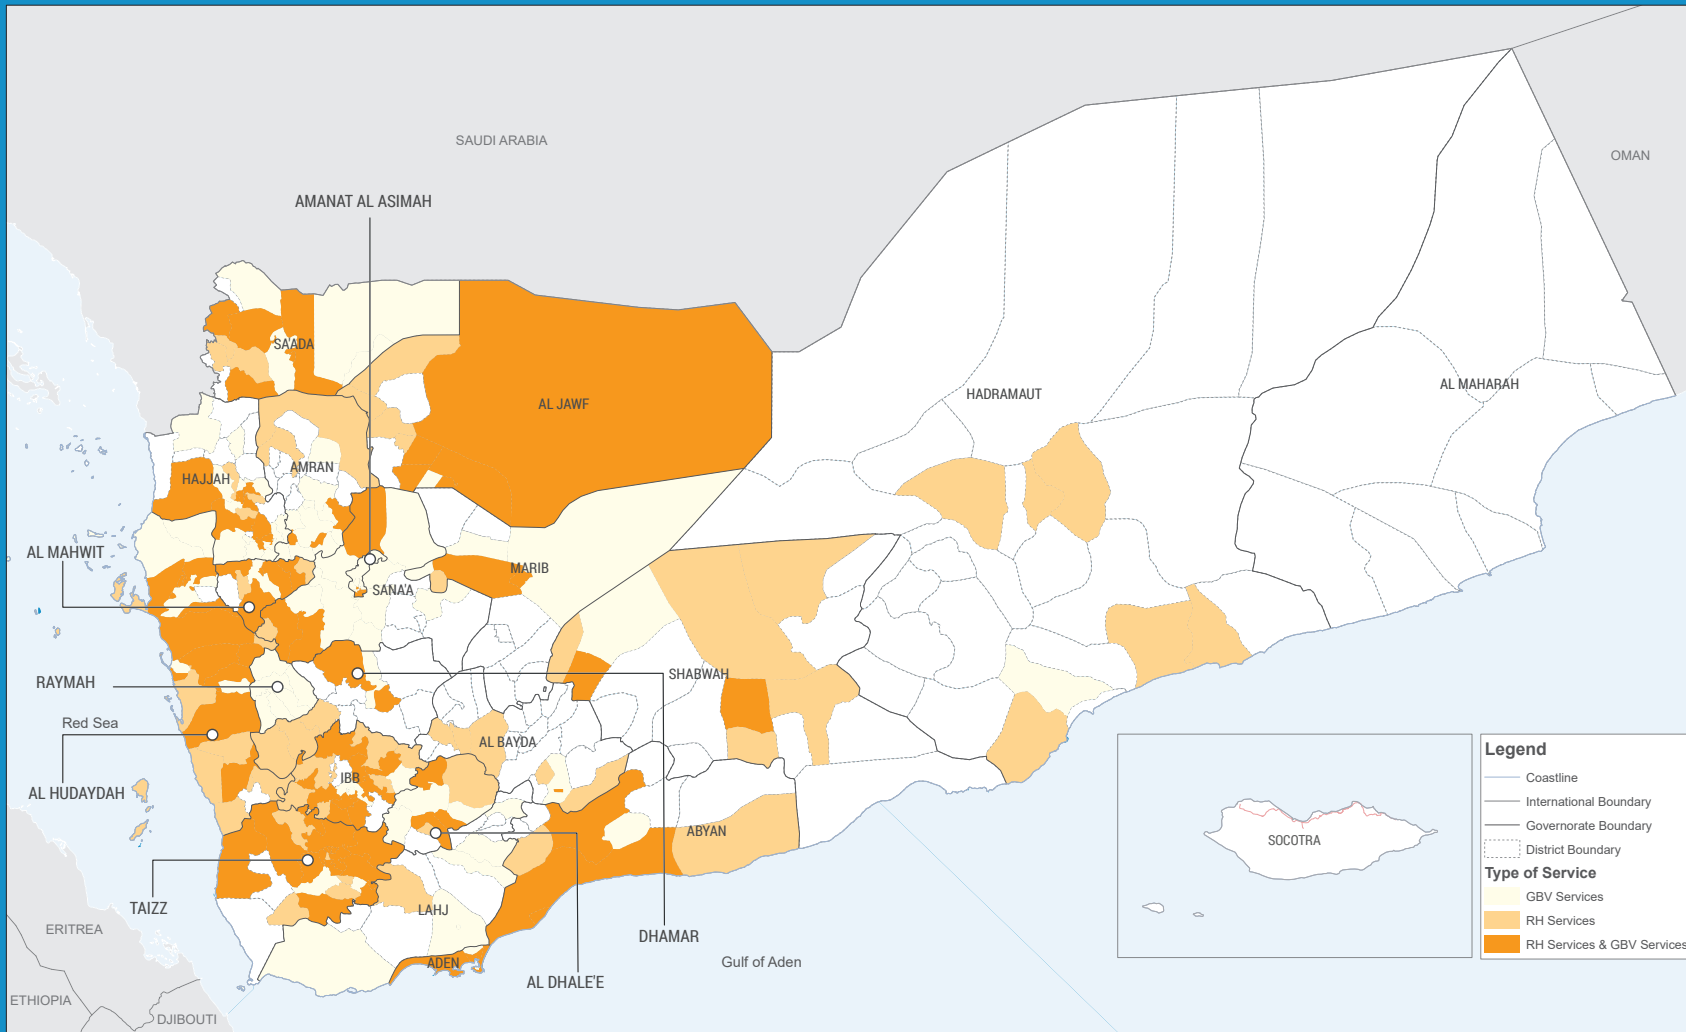 SAUDI ARABIA
OMAN
AMANAT AL ASIMAH
SA'ADA
AL JAWF
HADRAMAUT
AL MAHARAH
AMRAN
HAJJAH
AL MAHWIT
MARIB
SANA'A
RAYMAH
SHABWAH
Red Sea
AL BAYDA
IBB
AL HUDAYDAH
ABYAN
TAIZZ
LAHJ
ERITREA
DHAMAR
ADEN
Gulf of Aden
AL DHALE'E
ETHIOPIA
DJIBOUTI
SOCOTRA
Legend
Coastline
International Boundary
Governorate Boundary
District Boundary
Type of Service
GBV Services
RH Services
RH Services & GBV Services